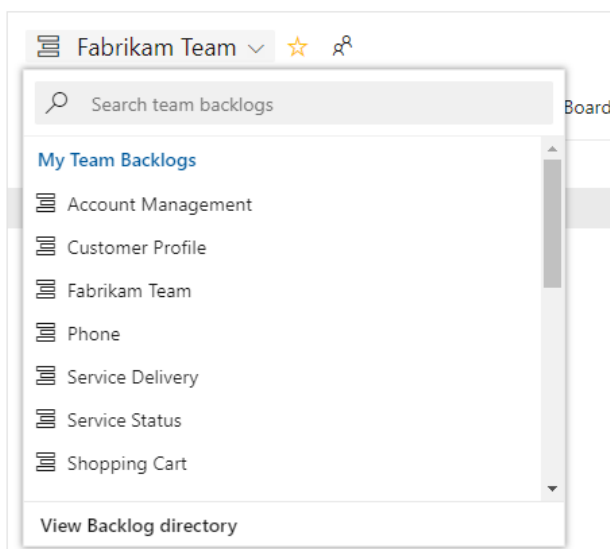 Fabrikam Team
Search team backlogs
Board
My Team Backlogs
Account Management
Customer Profile
Fabrikam Team
Phone
Service Delivery
Service Status
Shopping Cart
View Backlog directory